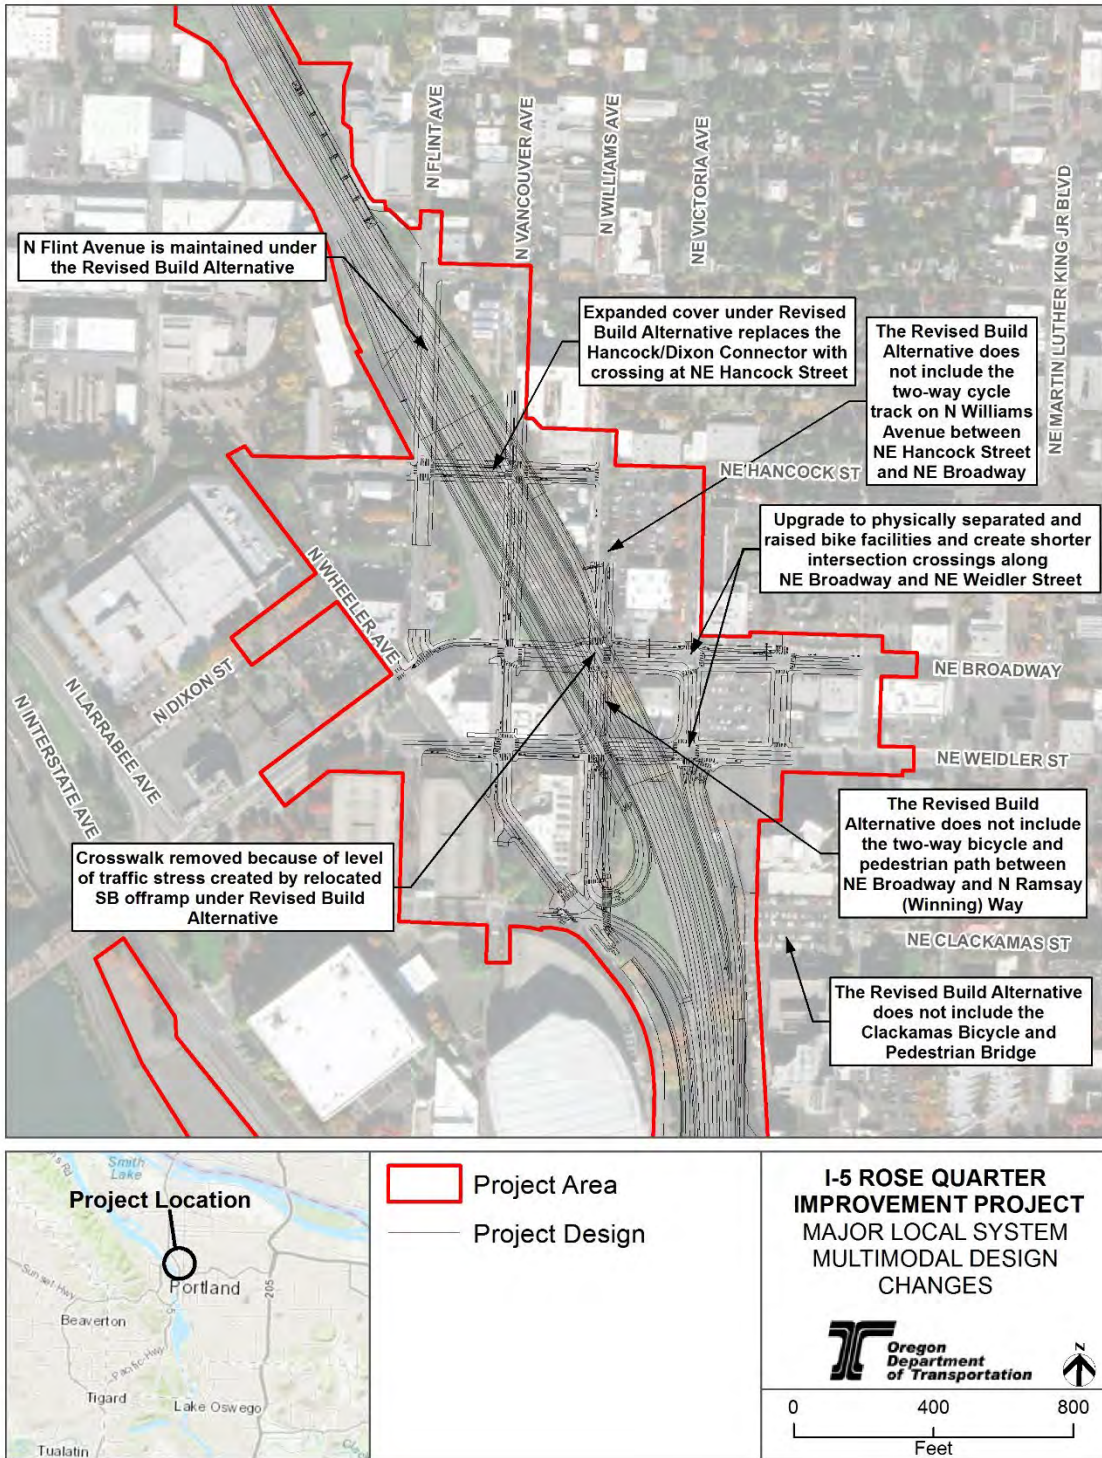 N FLINT AVE
N VANCOUVER AVE
N WILLIAMS AVE
NE VICTORIA AVE
NE MARTIN LUTHER KING JR BLVD
N Flint Avenue is maintained under
the Revised Build Alternative
Expanded cover under Revised
Build Alternative replaces the
Hancock/Dixon Connector with
crossing at NE Hancock Street
The Revised Build
Alternative does
not include the
two-way cycle
track on N Williams
Avenue between
NE Hancock Street
and NE Broadway
NE HANCOCK ST
Upgrade to physically separated and
raised bike facilities and create shorter
intersection crossings along
NE Broadway and NE Weidler Street
N WHEELER AVE
N DIXON ST
N LARRABEE AVE
N INTERSTATE AVE
NE BROADWAY
NE WEIDLER ST
Crosswalk removed because of level
of traffic stress created by relocated
SB offramp under Revised Build
Alternative
The Revised Build
Alternative does not include
the two-way bicycle and
pedestrian path between
NE Broadway and N Ramsay
(Winning) Way
NE CLACKAMAS ST
The Revised Build Alternative
does not include the
Clackamas Bicycle and
Pedestrian Bridge
Smith
Lake
Project Location
Portland
205
Sunset Hwy
Beaverton
Pacific Hwy
Tigard
Lake Oswego
Tualatin
Project Area
Project Design
I-5 ROSE QUARTER
IMPROVEMENT PROJECT
MAJOR LOCAL SYSTEM
MULTIMODAL DESIGN
CHANGES
Oregon
Department
of Transportation
N
0 400 800
Feet